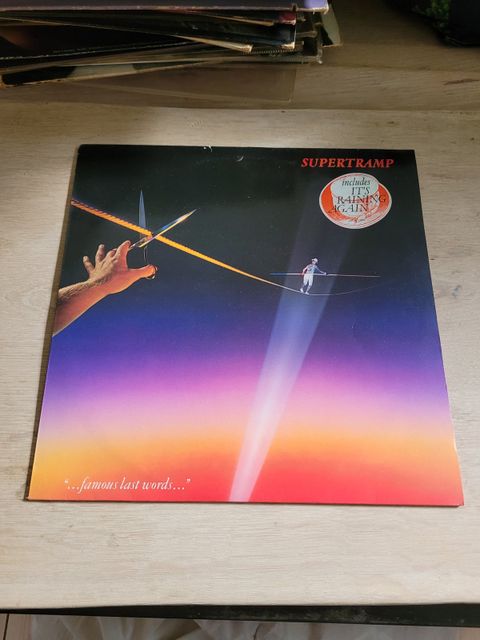 SUPERTRAMP
includes
IT'S
RAINING
AGAIN
"...famous last words..."